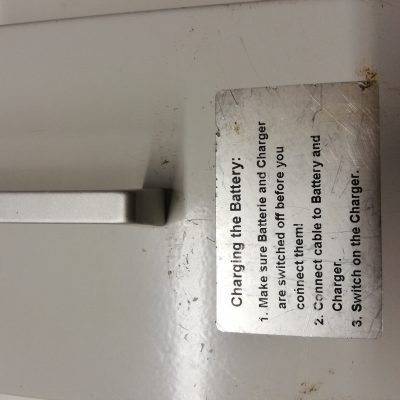 Charging the Battery:
1. Make sure Batterie and Charger
are switched off before you
connect them!
2. Connect cable to Battery and
Charger.
3. Switch on the Charger.